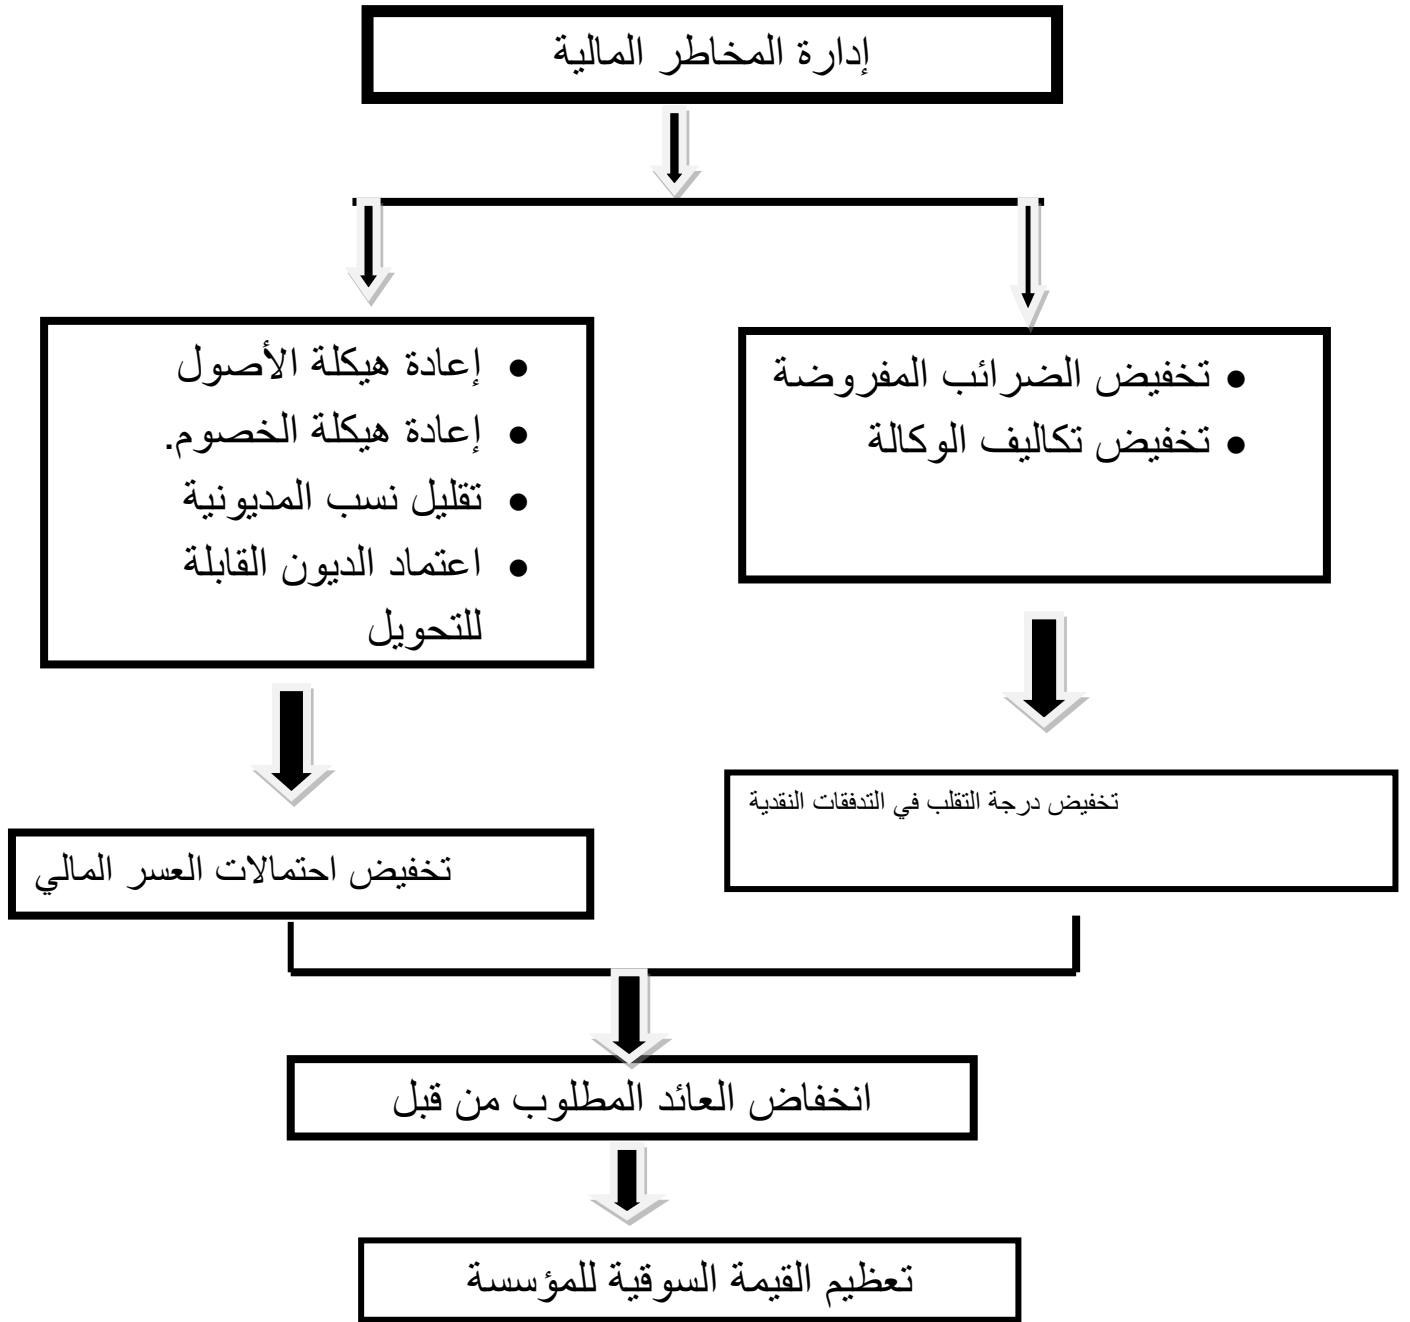 إدارة المخاطر المالية
تخفيض الضرائب المفروضة
تخفيض تكاليف الوكالة
إعادة هيكلة الأصول
إعادة هيكلة الخصوم.
تقليل نسب المديونية
اعتماد الديون القابلة
للتحويل
تخفيض درجة التقلب في التدفقات النقدية
تخفيض احتمالات العسر المالي
انخفاض العائد المطلوب من قبل
تعظيم القيمة السوقية للمؤسسة